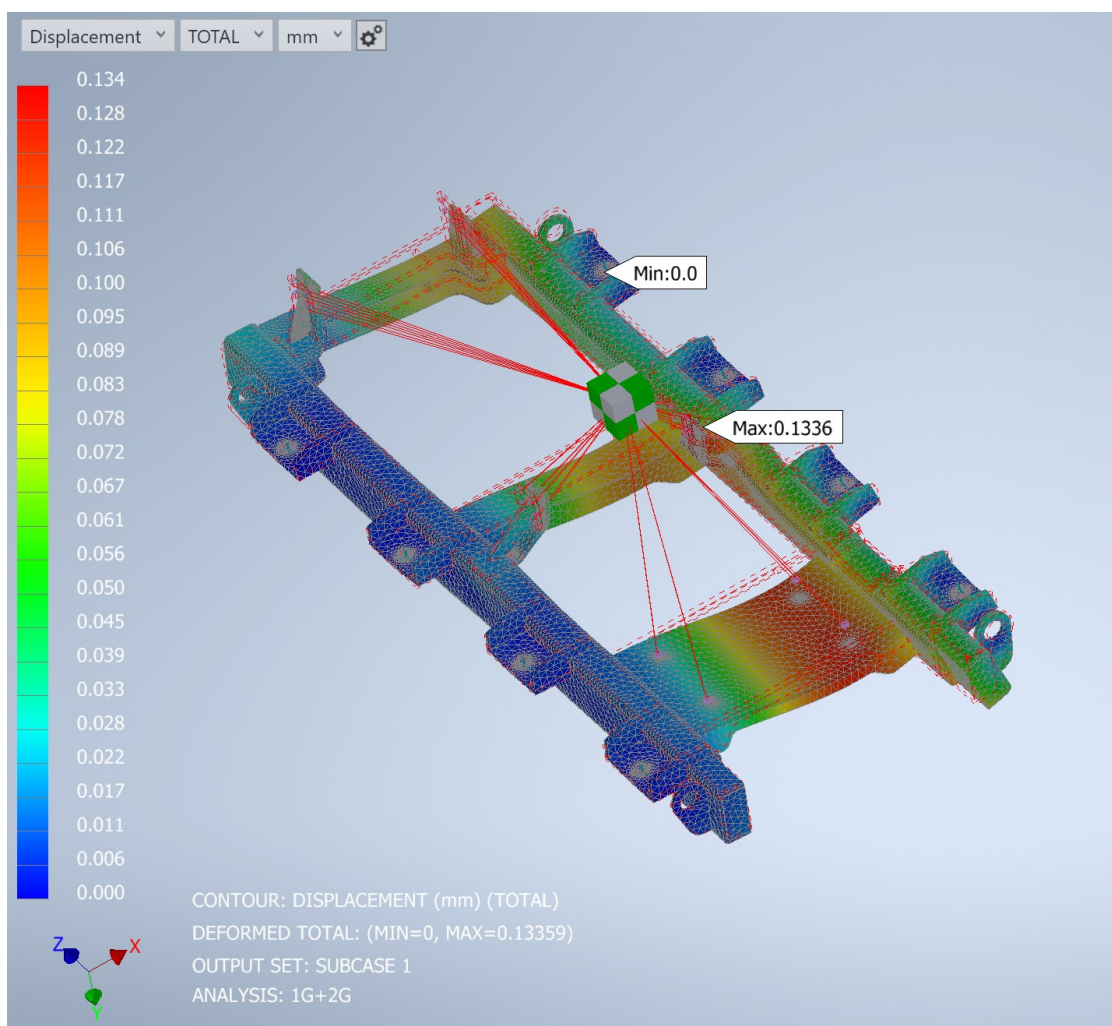 Displacement TOTAL mm
0.134
0.128
0.122
0.117
0.111
0.106
0.100
0.095
0.089
0.083
0.078
0.072
0.067
0.061
0.056
0.050
0.045
0.039
0.033
0.028
0.022
0.017
0.011
0.006
0.000
Min:0.0
Max:0.1336
CONTOUR: DISPLACEMENT (mm) (TOTAL)
DEFORMED TOTAL: (MIN=0, MAX=0.13359)
OUTPUT SET: SUBCASE 1
ANALYSIS: 1G+2G
Z X
Y